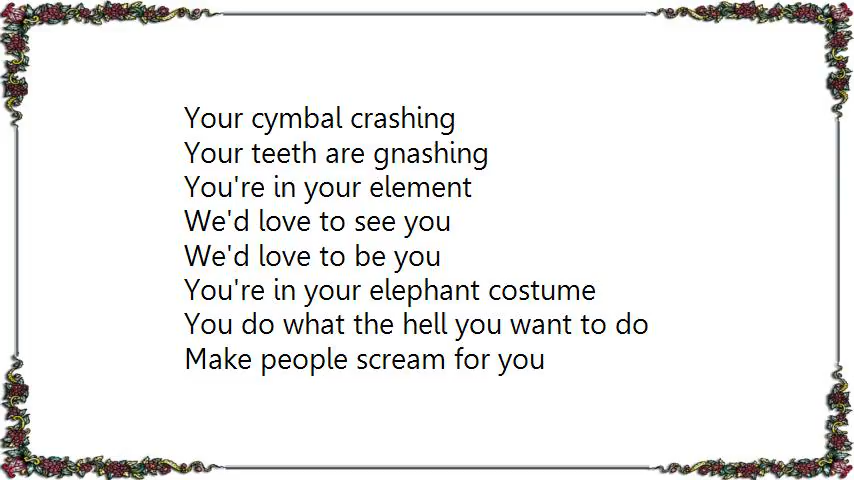 Your cymbal crashing
Your teeth are gnashing
You're in your element
We'd love to see you
We'd love to be you
You're in your elephant costume
You do what the hell you want to do
Make people scream for you